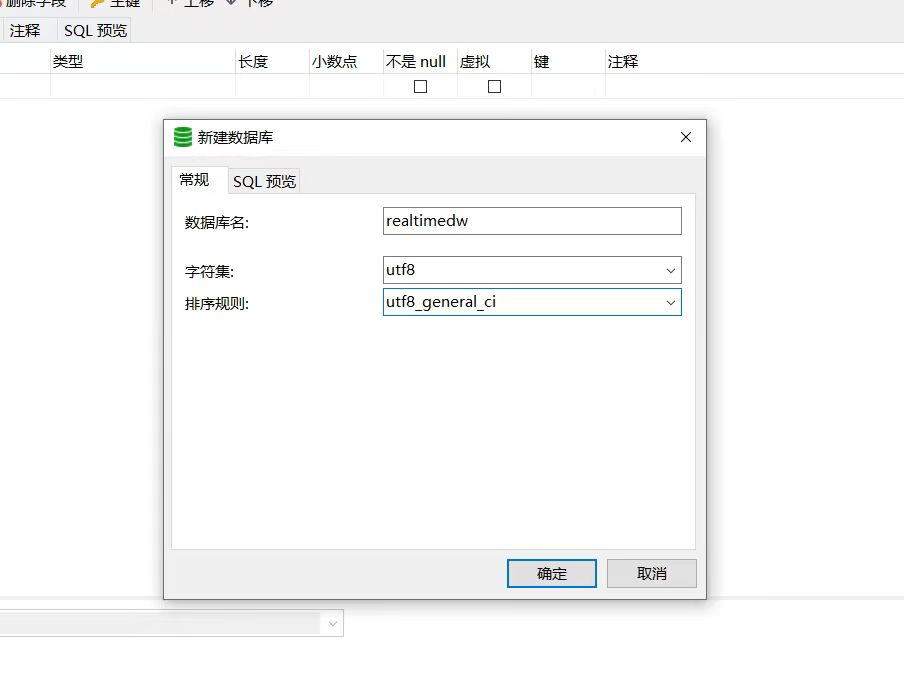 删除字段 主键 上移 下移
注释 SQL 预览
类型 长度 小数点 不是 null 虚拟 键 注释
新建数据库
常规 SQL 预览
数据库名: realtimedw
字符集: utf8
排序规则: utf8_general_ci
确定 取消